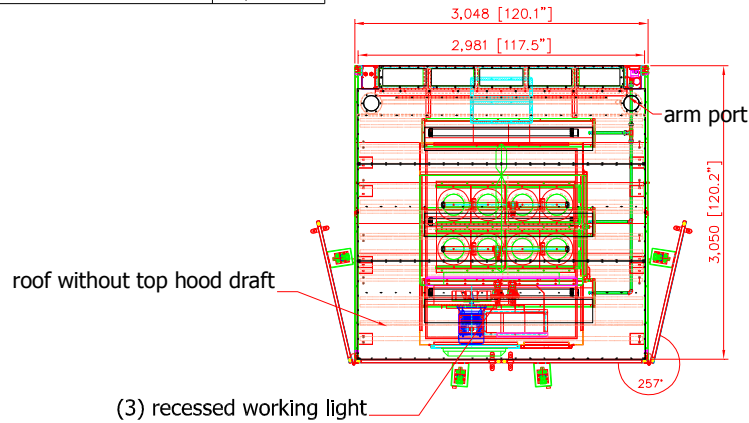 3,048 [120.1”]
2,981 [117.5”]
arm port
3,050 [120.2”]
roof without top hood draft
257°
(3) recessed working light